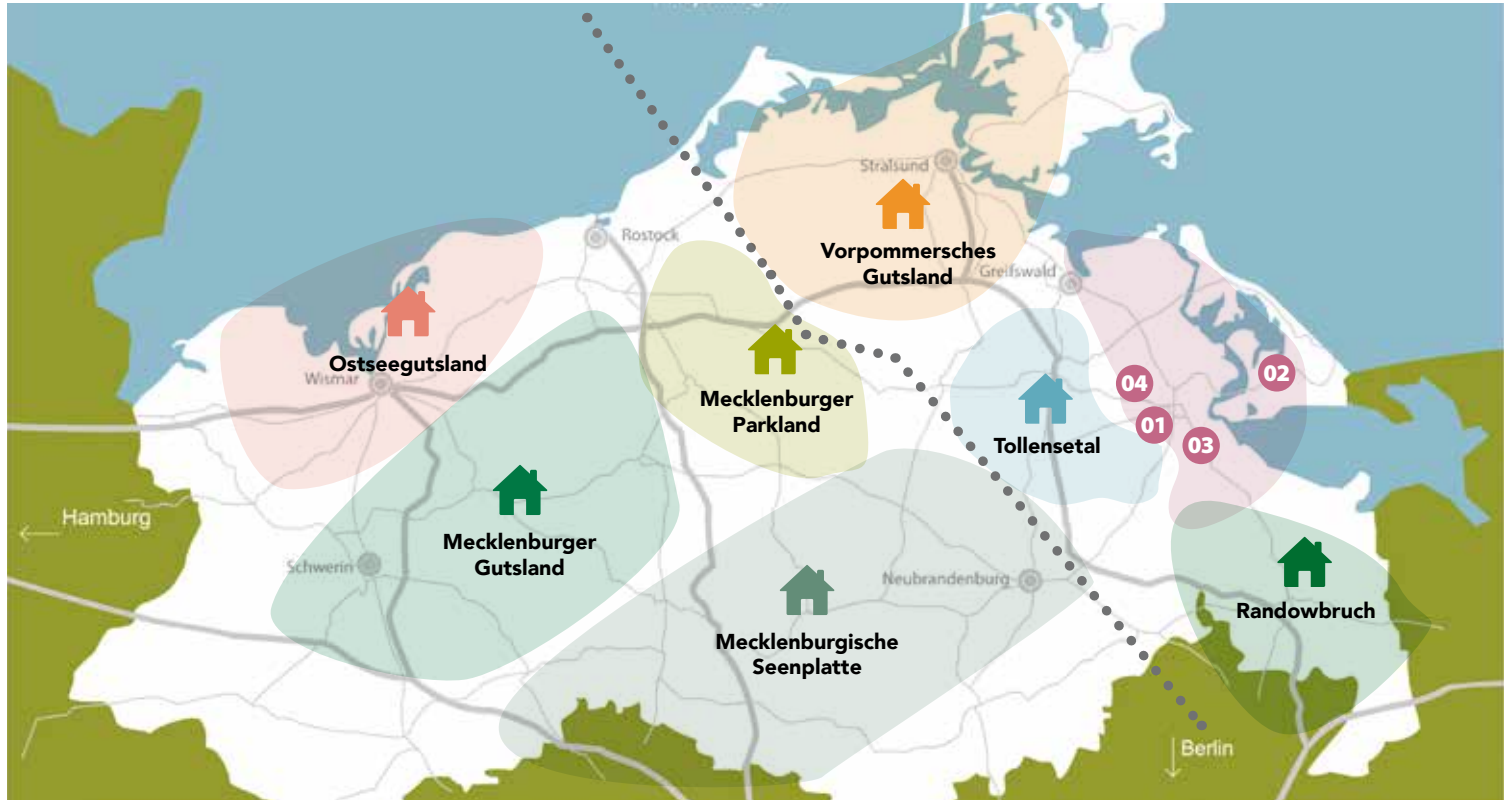 Stralsund
Vorpommersches
Gutsland
Rostock
Greifswald
Ostseegutsland
Wismar
Mecklenburger
Parkland
Tollensetal
02
04
01
03
Hamburg
Mecklenburger
Gutsland
Schwerin
Neubrandenburg
Randowbruch
Mecklenburgische
Seenplatte
Berlin